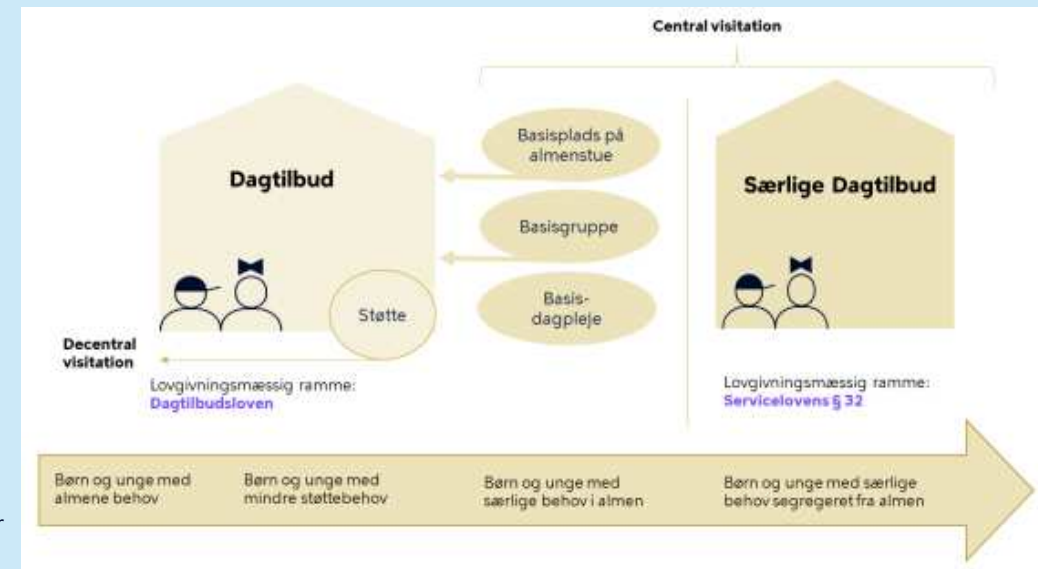 Central visitation
Dagtilbud
Basisplads på
almenstue
Basisgruppe
Basis-
dagpleje
Særlige Dagtilbud
Støtte
Decentral
visitation
Lovgivningsmæssig ramme:
Dagtilbudsloven
Lovgivningsmæssig ramme:
Servicelovens § 32
Børn og unge med
almene behov
Børn og unge med
mindre støttebehov
Børn og unge med
særlige behov i almen
Børn og unge med særlige
behov segregeret fra almen